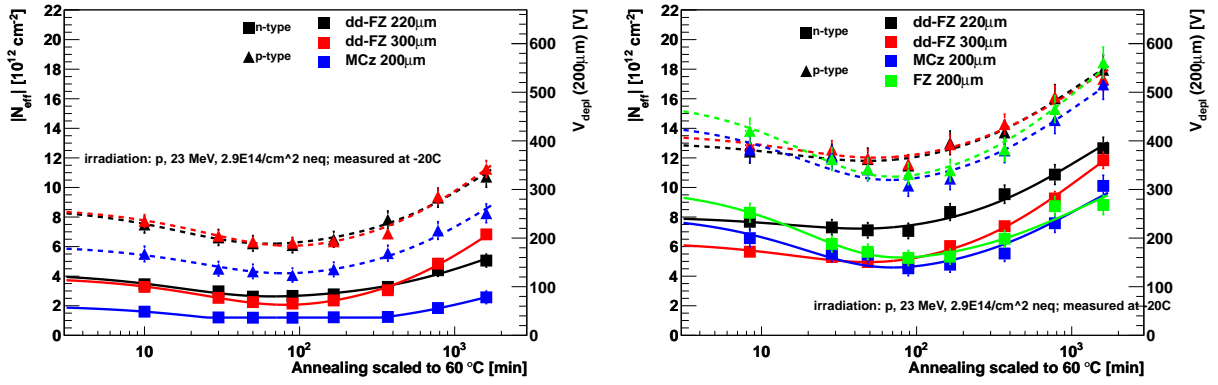 22
20
18
16
14
12
10
8
6
4
2
0
|N_eff| [10^12 cm^-2]
n-type
p-type
dd-FZ 220μm
dd-FZ 300μm
MCz 200μm
irradiation: p, 23 MeV, 2.9E14/cm^2 neq; measured at -20C
600
500
400
300
200
100
0
V_depl (200μm) [V]
10
10^2
10^3
Annealing scaled to 60 °C [min]
22
20
18
16
14
12
10
8
6
4
2
0
|N_eff| [10^12 cm^-2]
n-type
p-type
dd-FZ 220μm
dd-FZ 300μm
MCz 200μm
FZ 200μm
irradiation: p, 23 MeV, 2.9E14/cm^2 neq; measured at -20C
600
500
400
300
200
100
0
V_depl (200μm) [V]
10
10^2
10^3
Annealing scaled to 60 °C [min]